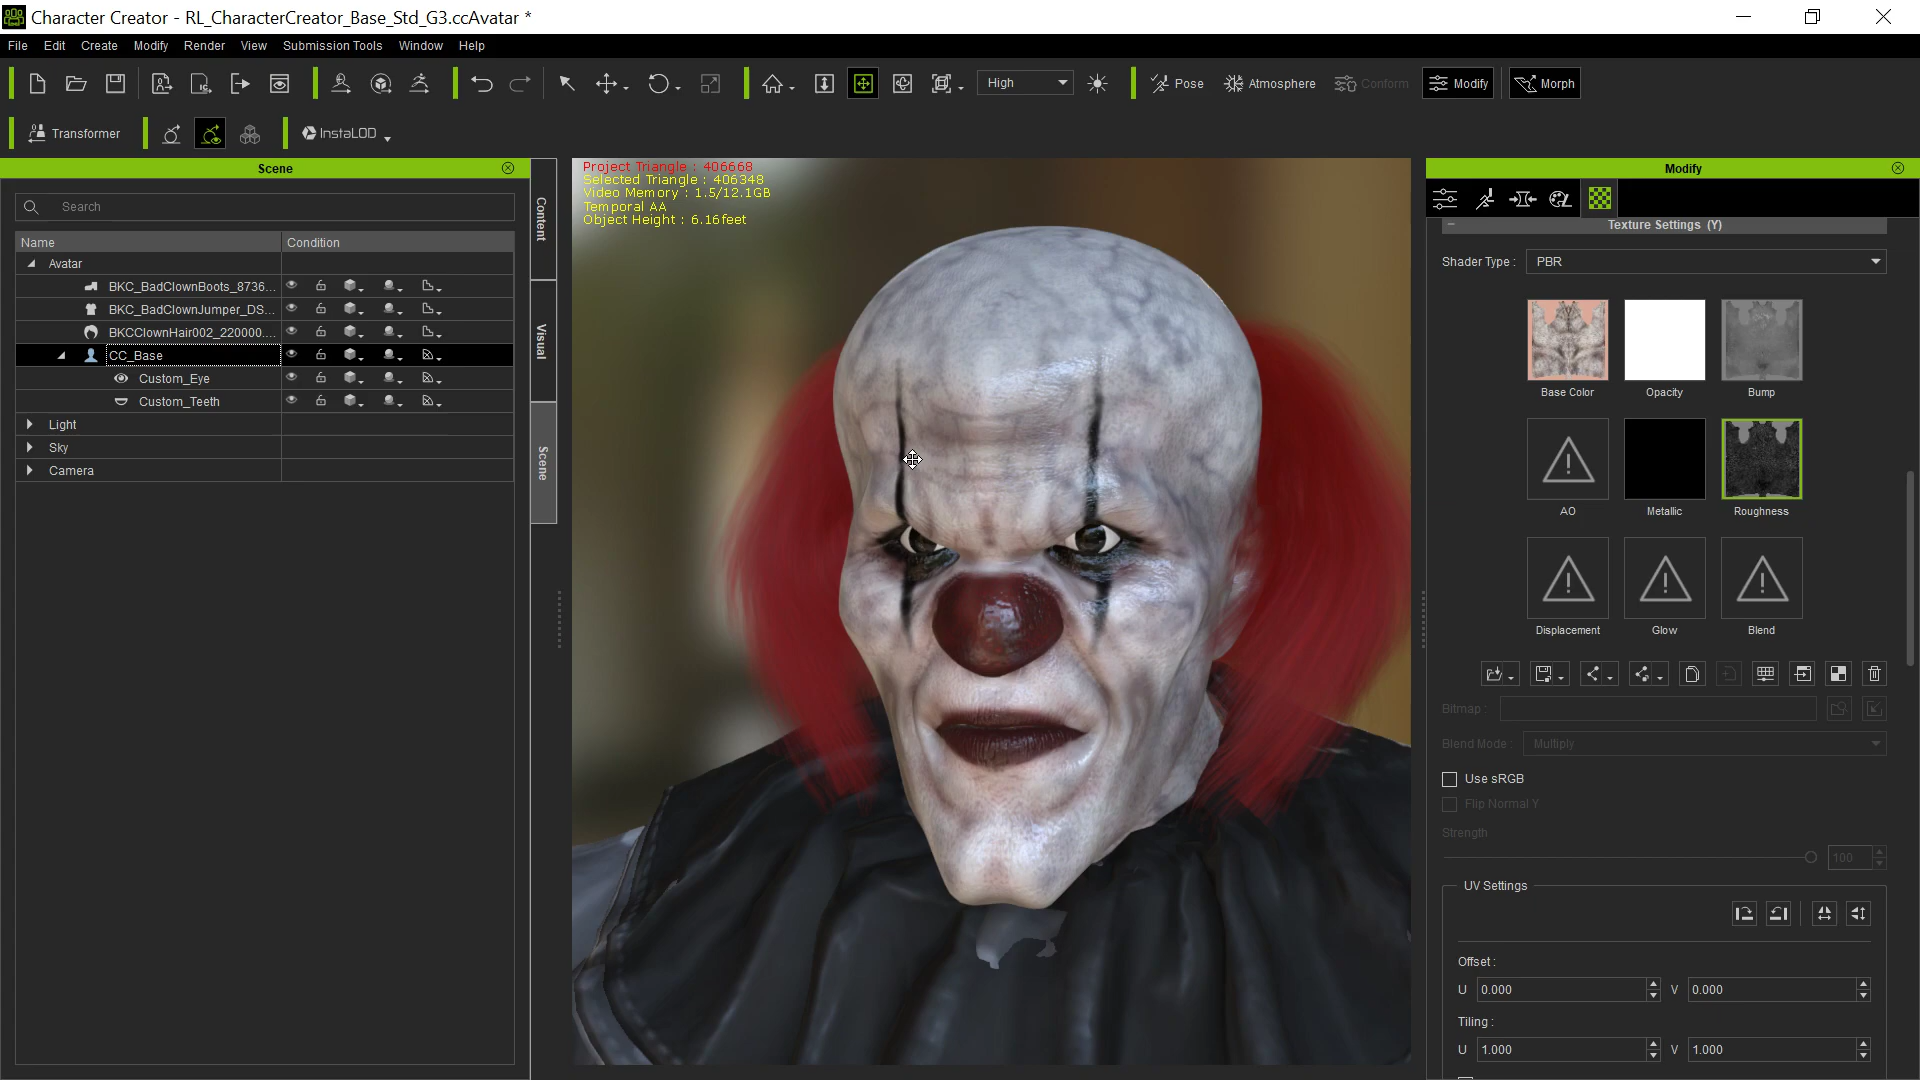 Character Creator - RL_CharacterCreator_Base_Std_G3.ccAvatar *
File Edit Create Modify Render View Submission Tools Window Help
High Pose Atmosphere Conform Modify Morph
Transformer InstaLOD
Scene
Search
Name Condition
Avatar
BKC_BadClownBoots_8736...
BKC_BadClownJumper_DS...
BKCClownHair002_220000....
CC_Base
Custom_Eye
Custom_Teeth
Light
Sky
Camera
Content
Visual
Scene
Project Triangle : 406668
Selected Triangle : 406348
Video Memory : 1.5/12.1GB
Temporal AA
Object Height : 6.16feet
Modify
Texture Settings (Y)
Shader Type : PBR
Base Color Opacity Bump
AO Metallic Roughness
Displacement Glow Blend
Bitmap :
Blend Mode : Multiply
Use sRGB
Flip Normal Y
Strength
100
UV Settings
Offset :
U 0.000 V 0.000
Tiling :
U 1.000 V 1.000